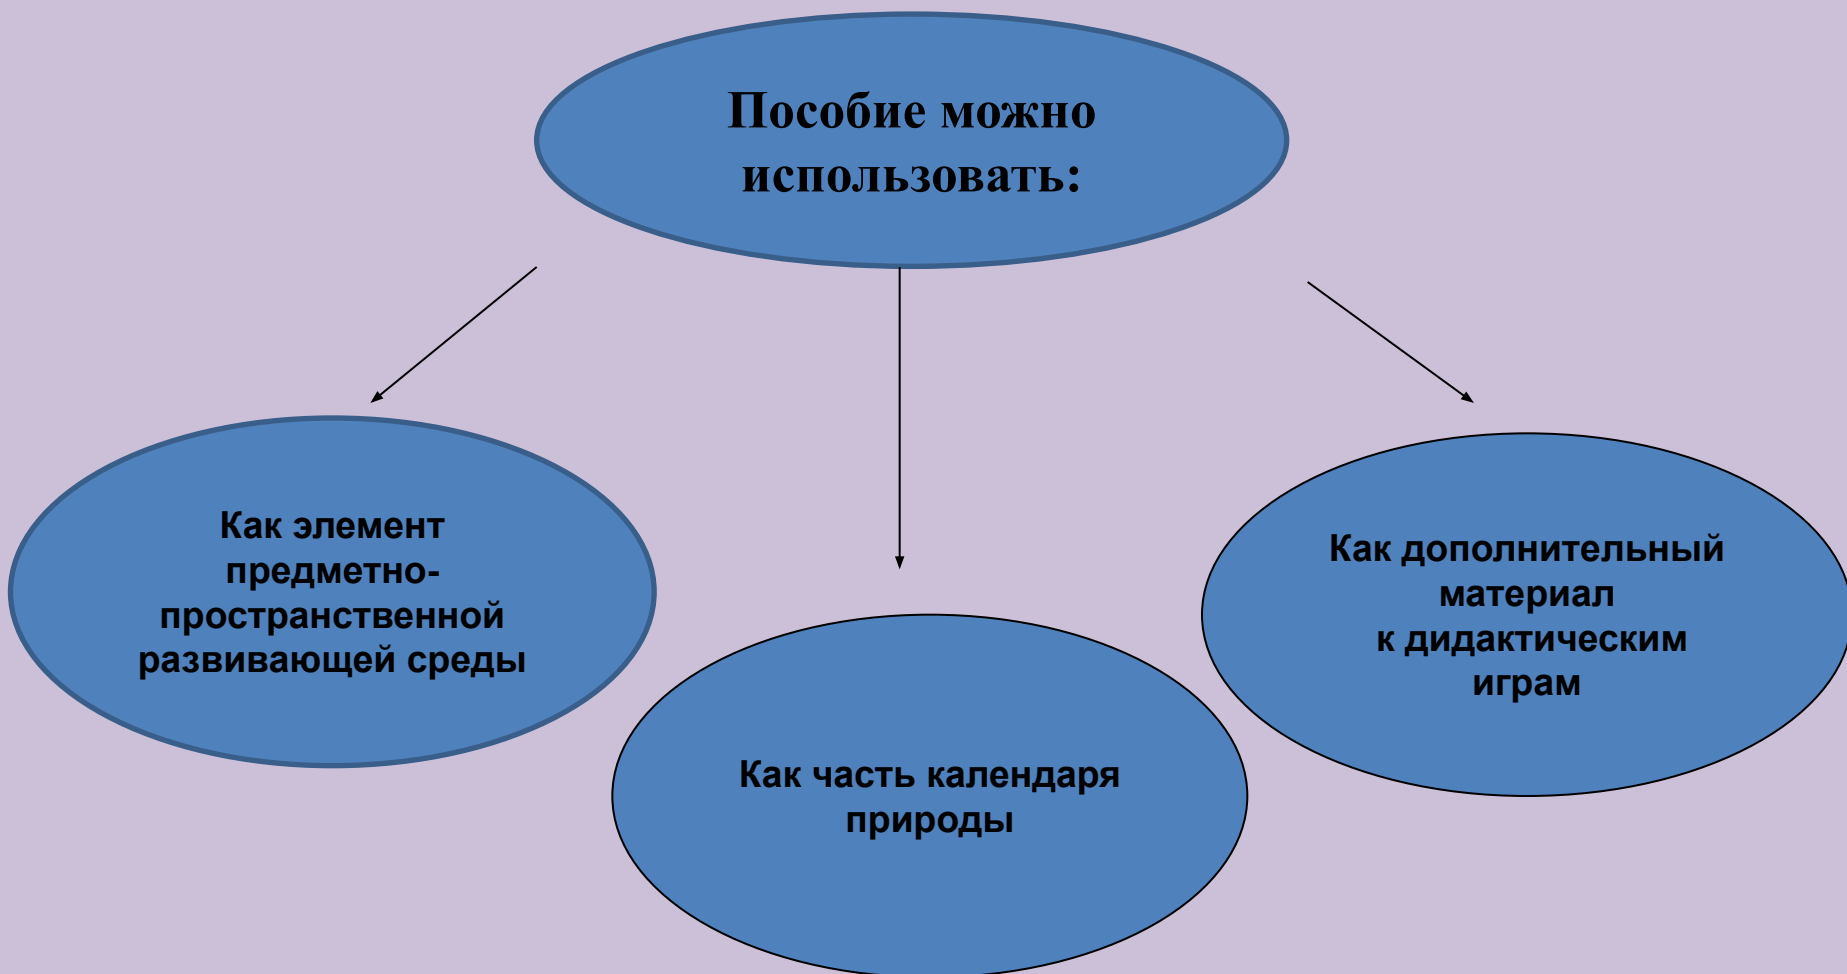 Пособие можно
использовать:
Как элемент
предметно-
пространственной
развивающей среды
Как часть календаря
природы
Как дополнительный
материал
к дидактическим
играм